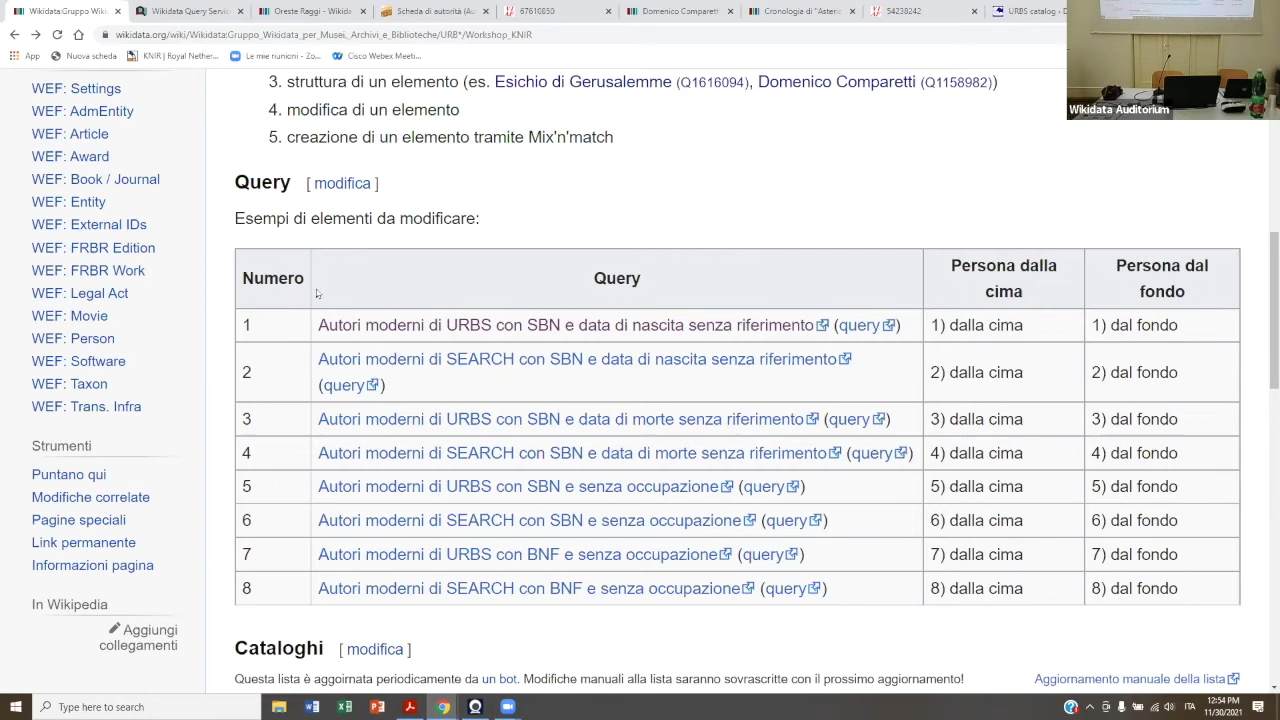 Gruppo Wiki
Wikidata Query Servic
Oreste Raggi - Wikida
Scheda di autorità (Au
67610850
Domenico Comparett
Cronologia di "Asteris
54238242
URBS catalog › D
wikidata.org/wiki/Wikidata:Gruppo_Wikidata_per_Musei,_Archivi_e_Biblioteche/URB*/Workshop_KNIR
App
Nuova scheda
KNIR | Royal Nether...
Le mie riunioni - Zo...
Cisco Webex Meeti...
Wikidata Auditorium
WEF: Settings
WEF: AdmEntity
WEF: Article
WEF: Award
WEF: Book / Journal
WEF: Entity
WEF: External IDs
WEF: FRBR Edition
WEF: FRBR Work
WEF: Legal Act
WEF: Movie
WEF: Person
WEF: Software
WEF: Taxon
WEF: Trans. Infra
Strumenti
Puntano qui
Modifiche correlate
Pagine speciali
Link permanente
Informazioni pagina
In Wikipedia
Aggiungi
collegamenti
3. struttura di un elemento (es. Esichio di Gerusalemme (Q1616094), Domenico Comparetti (Q1158982))
4. modifica di un elemento
5. creazione di un elemento tramite Mix'n'match
Query [ modifica ]
Esempi di elementi da modificare:
Numero Query Persona dalla cima Persona dal fondo
1 Autori moderni di URBS con SBN e data di nascita senza riferimento (query) 1) dalla cima 1) dal fondo
2 Autori moderni di SEARCH con SBN e data di nascita senza riferimento (query) 2) dalla cima 2) dal fondo
3 Autori moderni di URBS con SBN e data di morte senza riferimento (query) 3) dalla cima 3) dal fondo
4 Autori moderni di SEARCH con SBN e data di morte senza riferimento (query) 4) dalla cima 4) dal fondo
5 Autori moderni di URBS con SBN e senza occupazione (query) 5) dalla cima 5) dal fondo
6 Autori moderni di SEARCH con SBN e senza occupazione (query) 6) dalla cima 6) dal fondo
7 Autori moderni di URBS con BNF e senza occupazione (query) 7) dalla cima 7) dal fondo
8 Autori moderni di SEARCH con BNF e senza occupazione (query) 8) dalla cima 8) dal fondo
Cataloghi [ modifica ]
Questa lista è aggoirnata periodicamente da un bot. Modifiche manuali alla lista saranno sovrascritte con il prossimo aggiornamento!
Aggiornamento manuale della lista
Type here to search
ITA
12:54 PM
11/30/2021